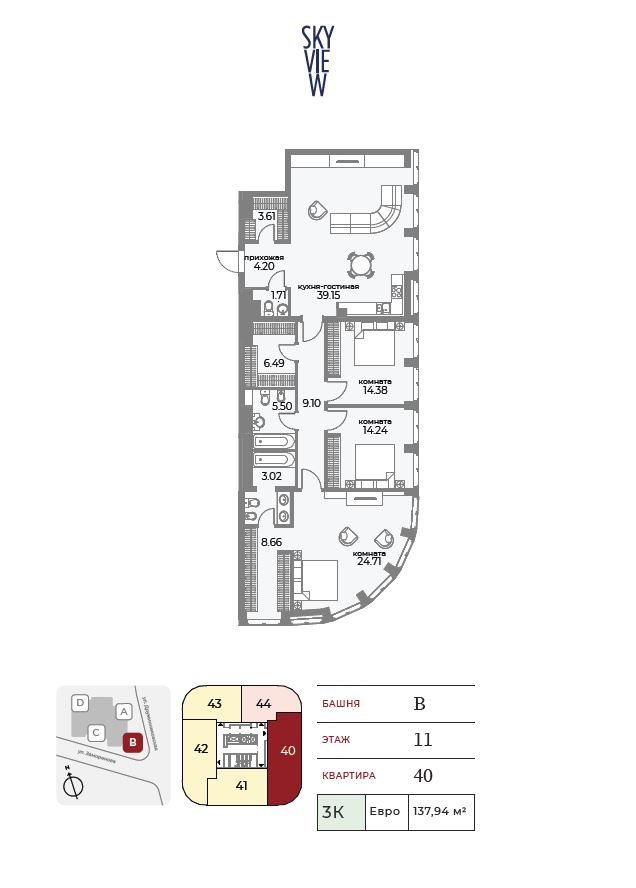 SKY
VIEW
3.61
прихожая
4.20
1.71
кухня-гостиная
39.15
6.49
комната
14.38
9.10
5.50
комната
14.24
3.02
8.66
комната
24.71
D
A
C
B
ул. Дружинниковская
ул. Заморенова
N
43
44
42
40
41
БАШНЯ B
ЭТАЖ 11
КВАРТИРА 40
3К Евро 137,94 м²